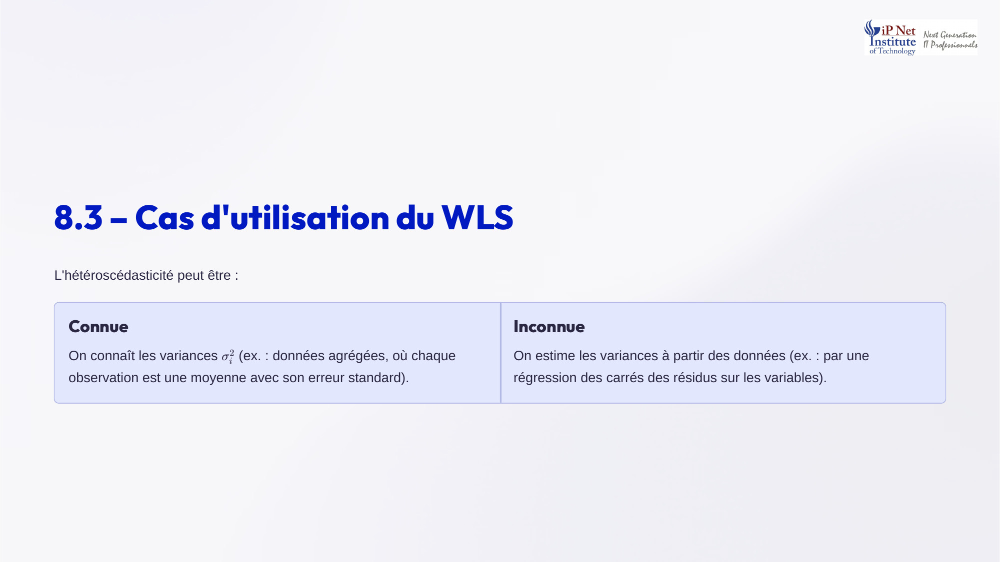 iP Net
Institute
of Technology
Next Generation
IT Professionnels
8.3 – Cas d'utilisation du WLS
L'hétéroscédasticité peut être :
Connue
On connaît les variances σ²ᵢ (ex. : données agrégées, où chaque
observation est une moyenne avec son erreur standard).
Inconnue
On estime les variances à partir des données (ex. : par une
régression des carrés des résidus sur les variables).